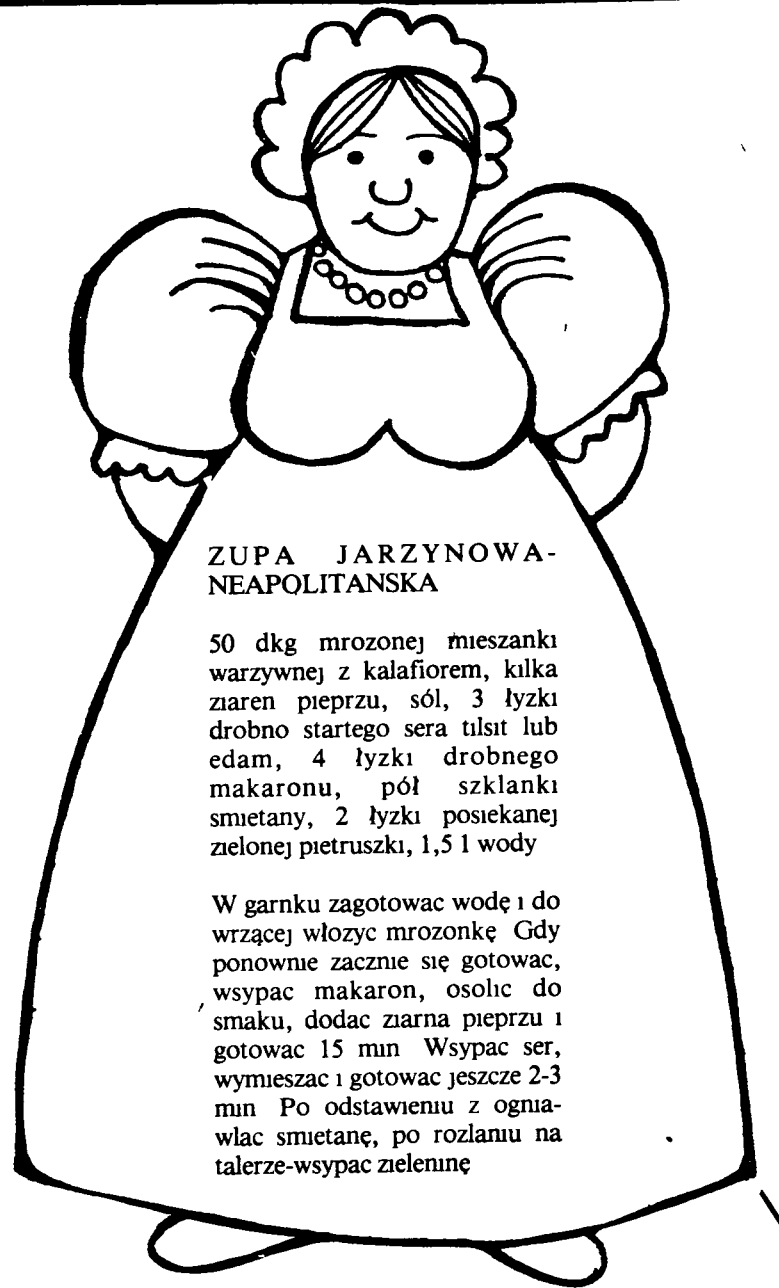 ZUPA JARZYNOWA-
NEAPOLITANSKA
50 dkg mrozonej mieszanki
warzywnej z kalafiorem, kilka
ziaren pieprzu, sól, 3 łyzki
drobno startego sera tilsit lub
edam, 4 łyzki drobnego
makaronu, pół szklanki
smietany, 2 łyzki posiekanej
zielonej pietruszki, 1,5 l wody
W garnku zagotowac wodę i do
wrzącej włozyc mrozonkę Gdy
ponownie zacznie się gotowac,
wsypac makaron, osolic do
smaku, dodac ziarna pieprzu i
gotowac 15 min Wsypac ser,
wymieszac i gotowac jeszcze 2-3
min Po odstawieniu z ognia-
wlac smietanę, po rozlaniu na
talerze-wsypac zieleninę